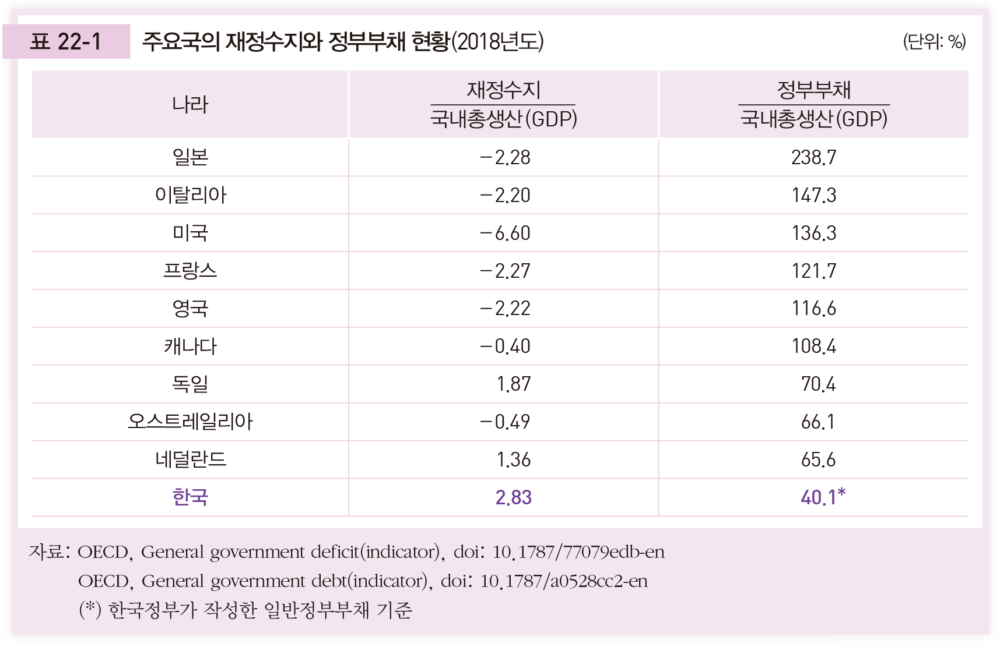 표 22-1 주요국의 재정수지와 정부부채 현황(2018년도) (단위: %)
나라 재정수지/국내총생산(GDP) 정부부채/국내총생산(GDP)
일본 −2.28 238.7
이탈리아 −2.20 147.3
미국 −6.60 136.3
프랑스 −2.27 121.7
영국 −2.22 116.6
캐나다 −0.40 108.4
독일 1.87 70.4
오스트레일리아 −0.49 66.1
네덜란드 1.36 65.6
한국 2.83 40.1*
자료: OECD, General government deficit(indicator), doi: 10.1787/77079edb-en
OECD, General government debt(indicator), doi: 10.1787/a0528cc2-en
(*) 한국정부가 작성한 일반정부부채 기준